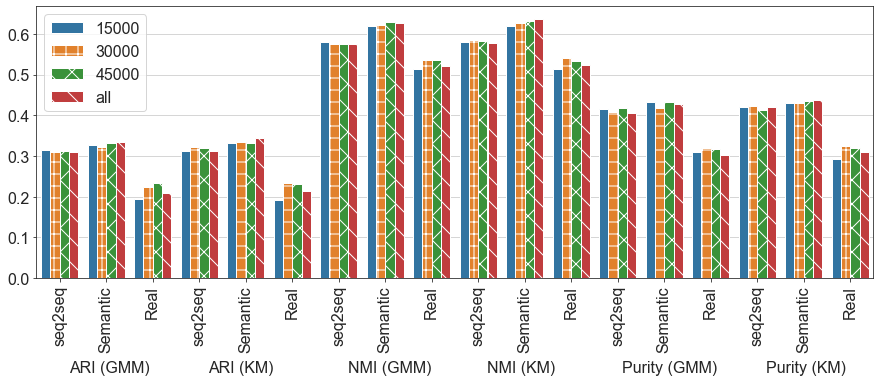 15000
30000
45000
all
0.6
0.5
0.4
0.3
0.2
0.1
0.0
seq2seq
Semantic
Real
seq2seq
Semantic
Real
seq2seq
Semantic
Real
seq2seq
Semantic
Real
seq2seq
Semantic
Real
seq2seq
Semantic
Real
ARI (GMM)
ARI (KM)
NMI (GMM)
NMI (KM)
Purity (GMM)
Purity (KM)